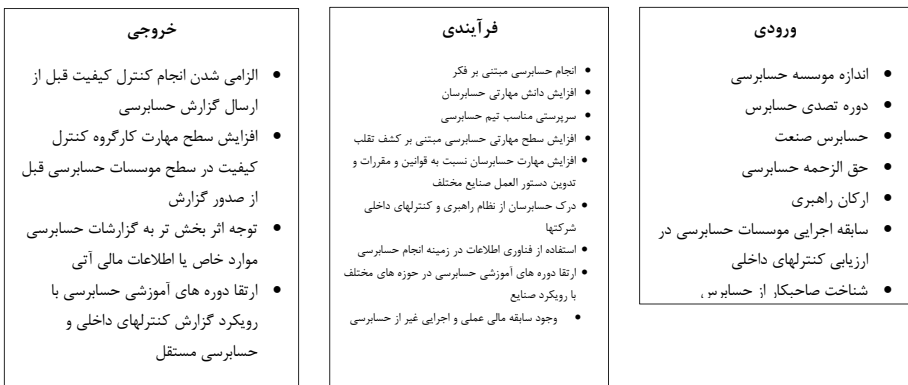 ورودی
• اندازه موسسه حسابرسی
• دوره تصدی حسابرس
• حسابرس صنعت
• حق الزحمه حسابرسی
• ارکان راهبری
• سابقه اجرایی موسسات حسابرسی در
ارزیابی کنترلهای داخلی
• شناخت صاحبکار از حسابرس
فرآیندی
• انجام حسابرسی مبتنی بر فکر
• افزایش دانش مهارتی حسابرسان
• سرپرستی مناسب تیم حسابرسی
• افزایش سطح مهارتی حسابرسی مبتنی بر کشف تقلب
• افزایش مهارت حسابرسان نسبت به قوانین و مقررات و
تدوین دستور العمل صنایع مختلف
• درک حسابرسان از نظام راهبری و کنترلهای داخلی
شرکتها
• استفاده از فناوری اطلاعات در زمینه انجام حسابرسی
• ارتقا دوره های آموزشی حسابرسی در حوزه های مختلف
با رویکرد صنایع
• وجود سابقه مالی عملی و اجرایی غیر از حسابرسی
خروجی
• الزامی شدن انجام کنترل کیفیت قبل از
ارسال گزارش حسابرسی
• افزایش سطح مهارت کارگروه کنترل
کیفیت در سطح موسسات حسابرسی قبل
از صدور گزارش
• توجه اثر بخش تر به گزارشات حسابرسی
موارد خاص یا اطلاعات مالی آتی
• ارتقا دوره های آموزشی حسابرسی با
رویکرد گزارش کنترلهای داخلی و
حسابرسی مستقل